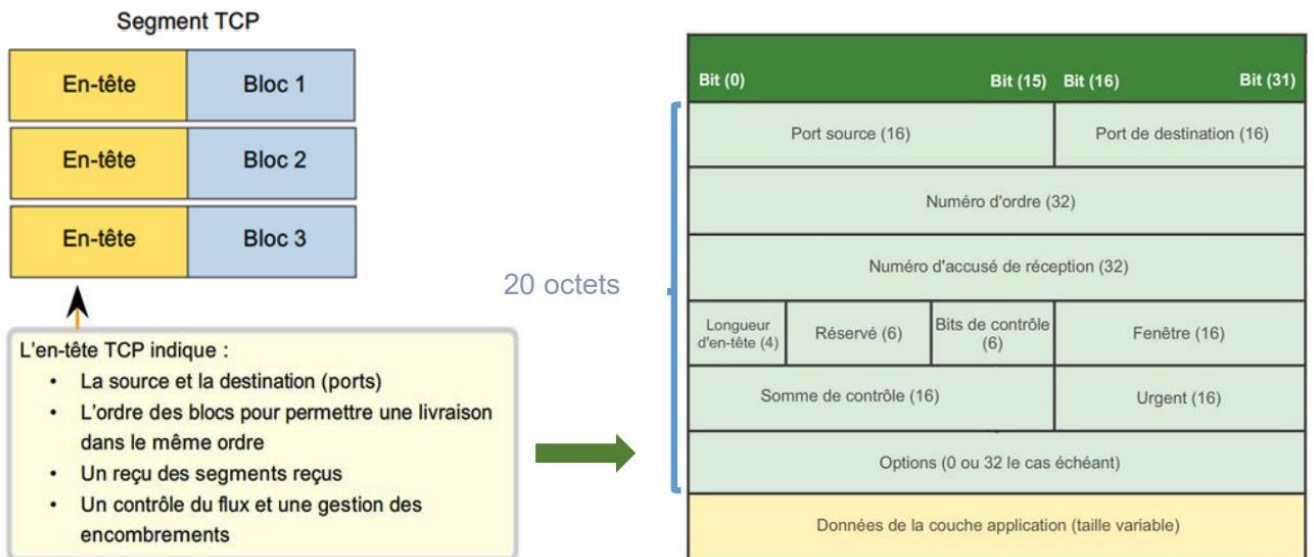 Segment TCP
En-tête
Bloc 1
En-tête
Bloc 2
En-tête
Bloc 3
L'en-tête TCP indique :
• La source et la destination (ports)
• L'ordre des blocs pour permettre une livraison
dans le même ordre
• Un reçu des segments reçus
• Un contrôle du flux et une gestion des
encombrements
20 octets
Bit (0)
Bit (15)
Bit (16)
Bit (31)
Port source (16)
Port de destination (16)
Numéro d'ordre (32)
Numéro d'accusé de réception (32)
Longueur
d'en-tête (4)
Réservé (6)
Bits de contrôle
(6)
Fenêtre (16)
Somme de contrôle (16)
Urgent (16)
Options (0 ou 32 le cas échéant)
Données de la couche application (taille variable)